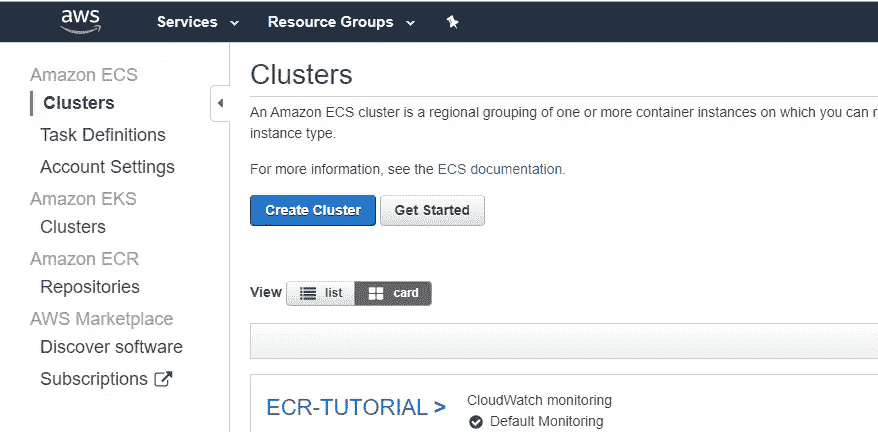 aws Services Resource Groups
Amazon ECS
Clusters
Task Definitions
Account Settings
Amazon EKS
Clusters
Amazon ECR
Repositories
AWS Marketplace
Discover software
Subscriptions
Clusters
An Amazon ECS cluster is a regional grouping of one or more container instances on which you can
instance type.
For more information, see the ECS documentation.
Create Cluster Get Started
View list card
ECR-TUTORIAL >
CloudWatch monitoring
Default Monitoring